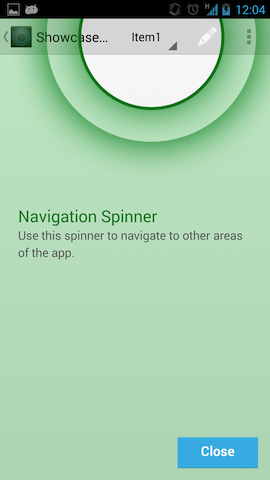 12:04
Showcase...
Item1
Navigation Spinner
Use this spinner to navigate to other areas
of the app.
Close